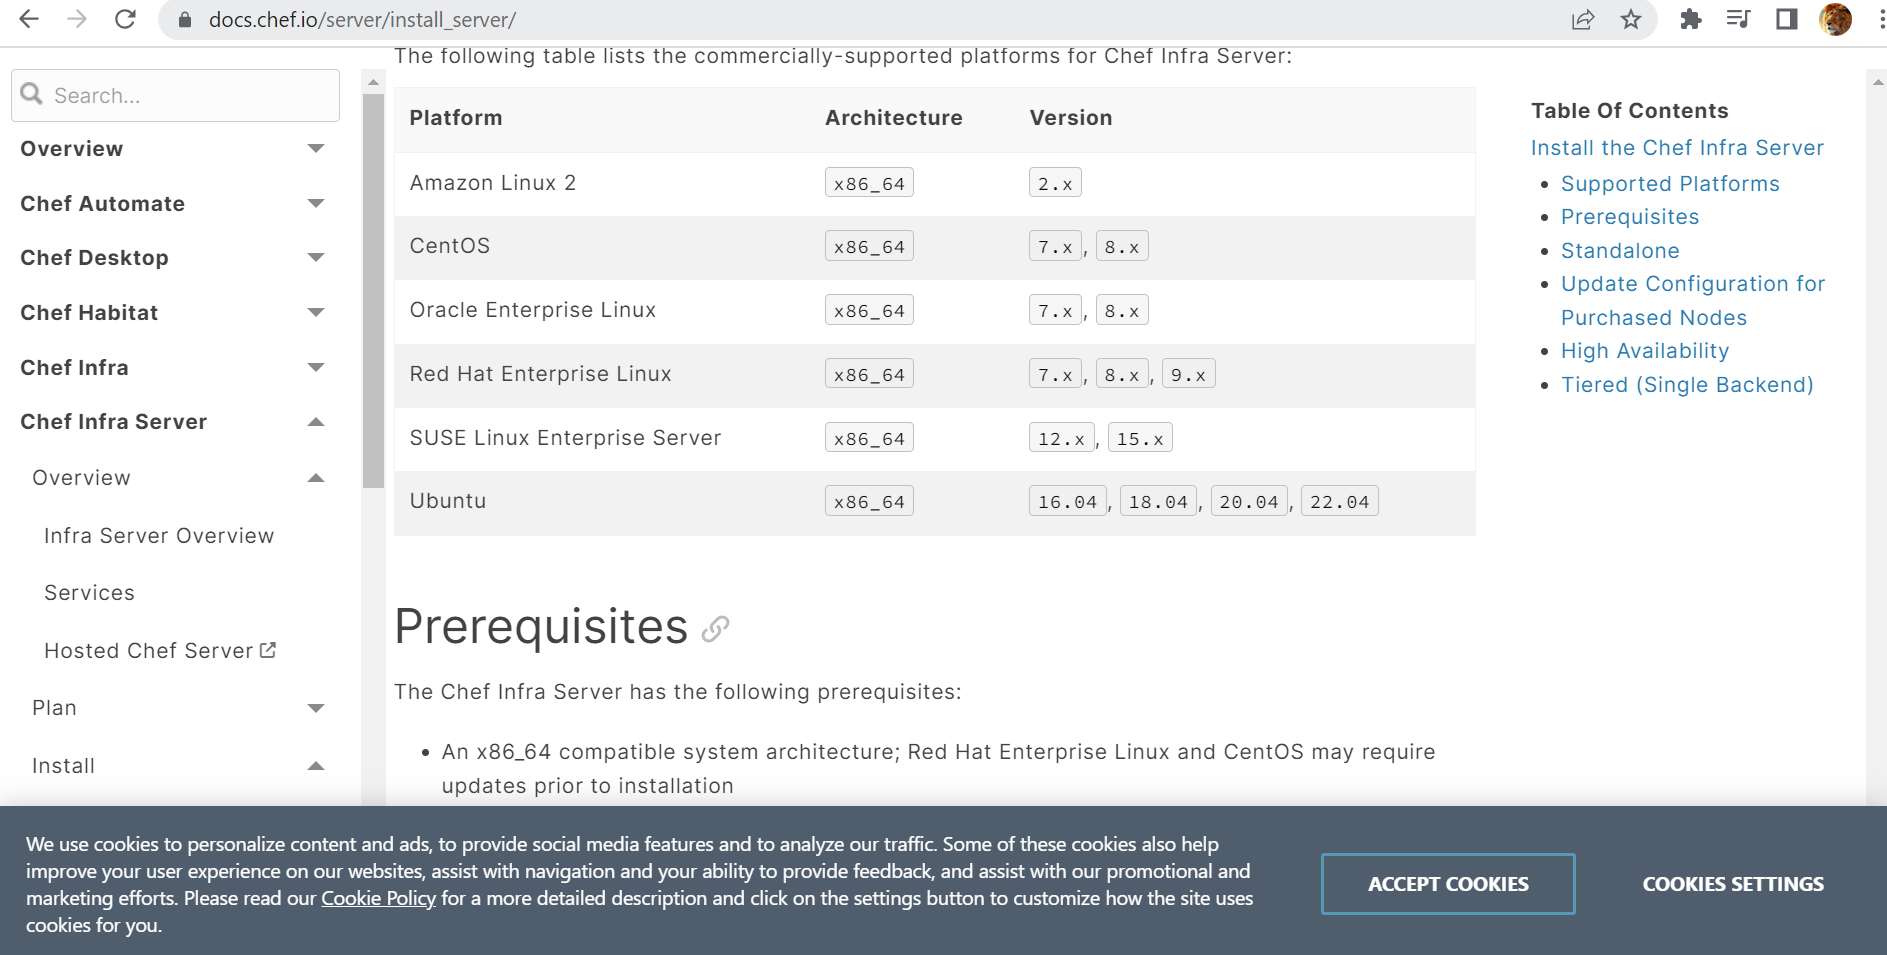 docs.chef.io/server/install_server/
Search...
Overview
Chef Automate
Chef Desktop
Chef Habitat
Chef Infra
Chef Infra Server
Overview
Infra Server Overview
Services
Hosted Chef Server
Plan
Install
The following table lists the commercially-supported platforms for Chef Infra Server:
Platform Architecture Version
Amazon Linux 2 x86_64 2.x
CentOS x86_64 7.x, 8.x
Oracle Enterprise Linux x86_64 7.x, 8.x
Red Hat Enterprise Linux x86_64 7.x, 8.x, 9.x
SUSE Linux Enterprise Server x86_64 12.x, 15.x
Ubuntu x86_64 16.04, 18.04, 20.04, 22.04
Prerequisites
The Chef Infra Server has the following prerequisites:
• An x86_64 compatible system architecture; Red Hat Enterprise Linux and CentOS may require
updates prior to installation
Table Of Contents
Install the Chef Infra Server
• Supported Platforms
• Prerequisites
• Standalone
• Update Configuration for
Purchased Nodes
• High Availability
• Tiered (Single Backend)
We use cookies to personalize content and ads, to provide social media features and to analyze our traffic. Some of these cookies also help
improve your user experience on our websites, assist with navigation and your ability to provide feedback, and assist with our promotional and
marketing efforts. Please read our Cookie Policy for a more detailed description and click on the settings button to customize how the site uses
cookies for you.
ACCEPT COOKIES
COOKIES SETTINGS